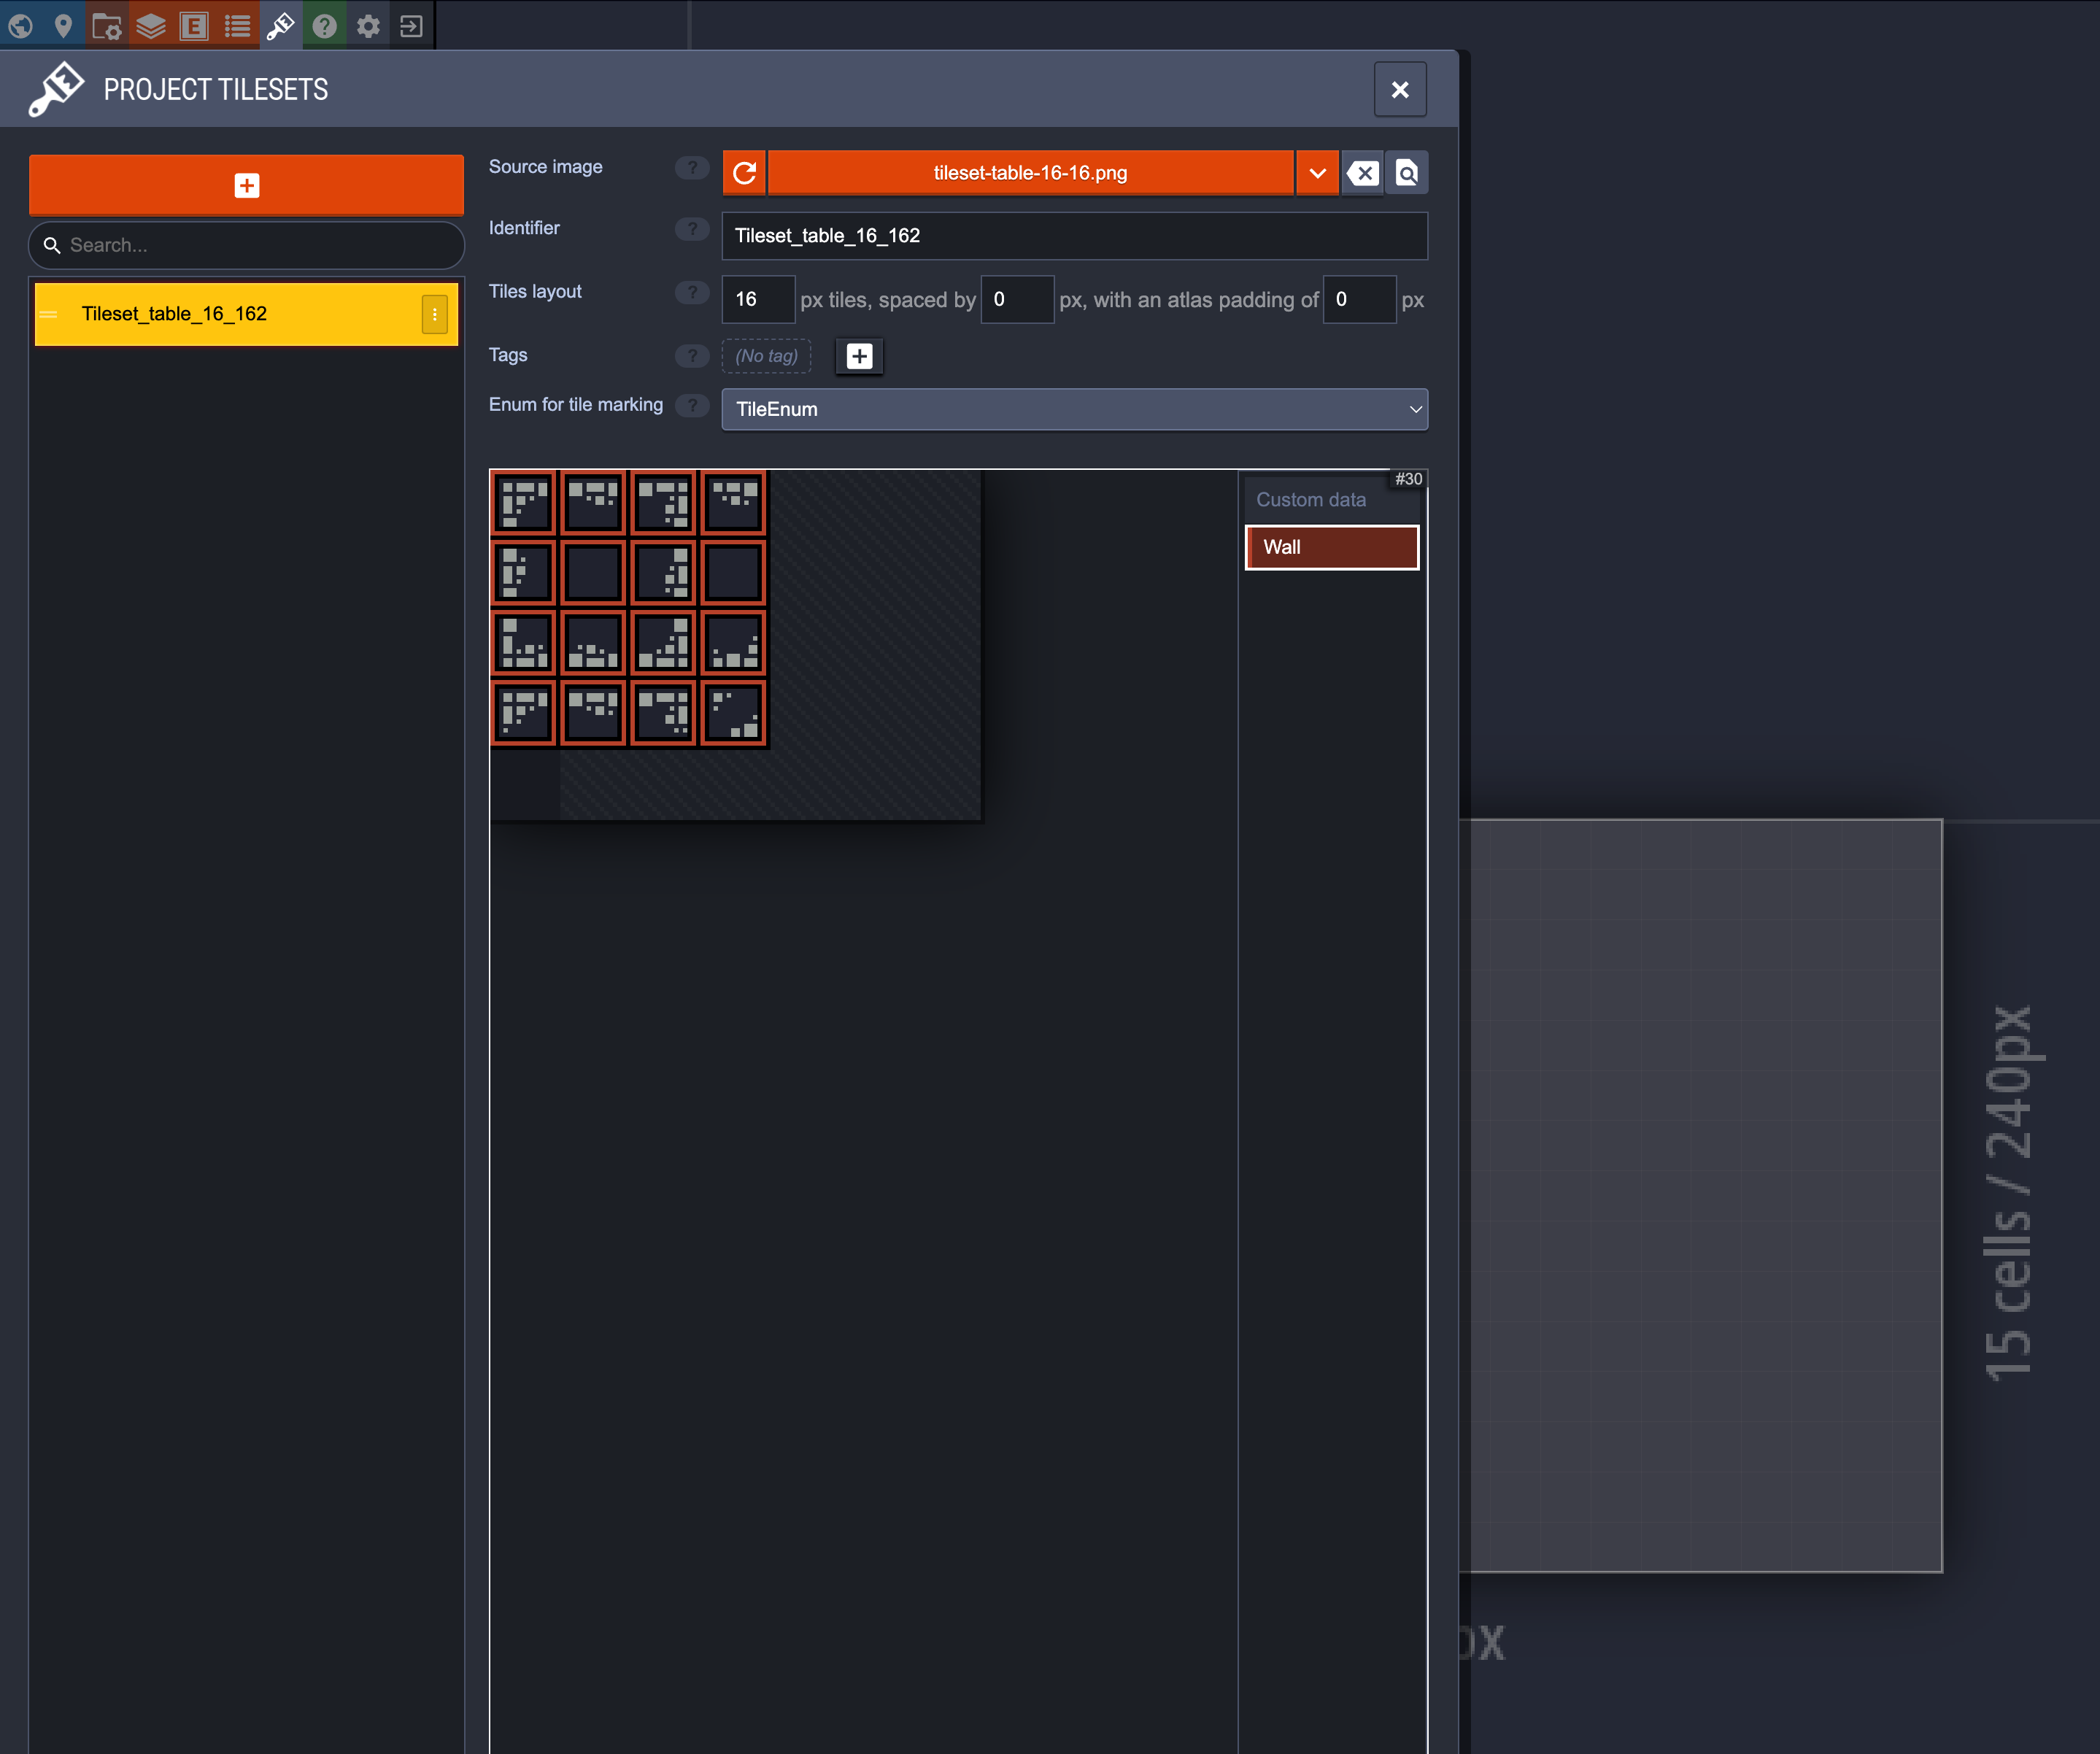 PROJECT TILESETS
Source image ? tileset-table-16-16.png
Search...
Identifier ? Tileset_table_16_162
Tileset_table_16_162
Tiles layout ? 16 px tiles, spaced by 0 px, with an atlas padding of 0 px
Tags ? (No tag)
Enum for tile marking ? TileEnum
#30
Custom data
Wall
15 cells / 240px
px